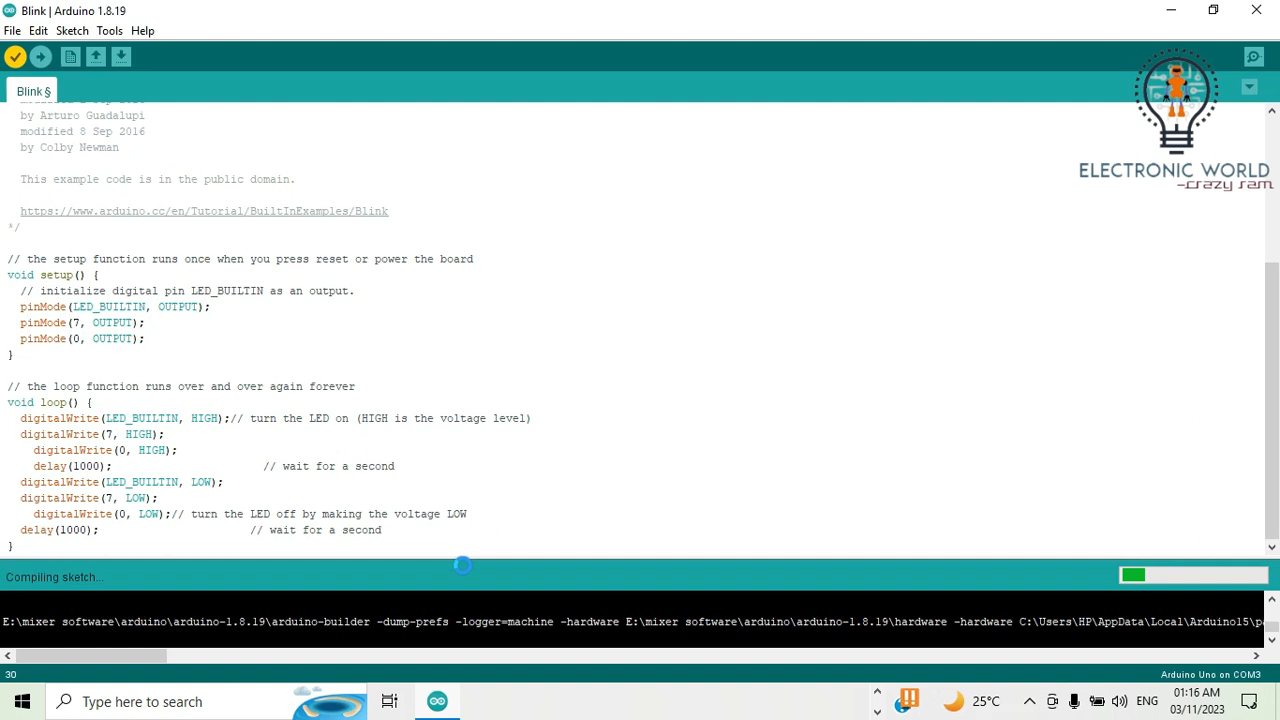 Blink | Arduino 1.8.19
File Edit Sketch Tools Help
Blink §
by Arturo Guadalupi
modified 8 Sep 2016
by Colby Newman
This example code is in the public domain.
https://www.arduino.cc/en/Tutorial/BuiltInExamples/Blink
*/
// the setup function runs once when you press reset or power the board
void setup() {
// initialize digital pin LED_BUILTIN as an output.
pinMode(LED_BUILTIN, OUTPUT);
pinMode(7, OUTPUT);
pinMode(0, OUTPUT);
}
// the loop function runs over and over again forever
void loop() {
digitalWrite(LED_BUILTIN, HIGH);// turn the LED on (HIGH is the voltage level)
digitalWrite(7, HIGH);
digitalWrite(0, HIGH);
delay(1000); // wait for a second
digitalWrite(LED_BUILTIN, LOW);
digitalWrite(7, LOW);
digitalWrite(0, LOW);// turn the LED off by making the voltage LOW
delay(1000); // wait for a second
}
ELECTRONIC WORLD
-crazy ram
Compiling sketch...
E:\mixer software\arduino\arduino-1.8.19\arduino-builder -dump-prefs -logger=machine -hardware E:\mixer software\arduino\arduino-1.8.19\hardware -hardware C:\Users\HP\AppData\Local\Arduino15\pa
30
Arduino Uno on COM3
Type here to search
25°C
ENG
01:16 AM
03/11/2023